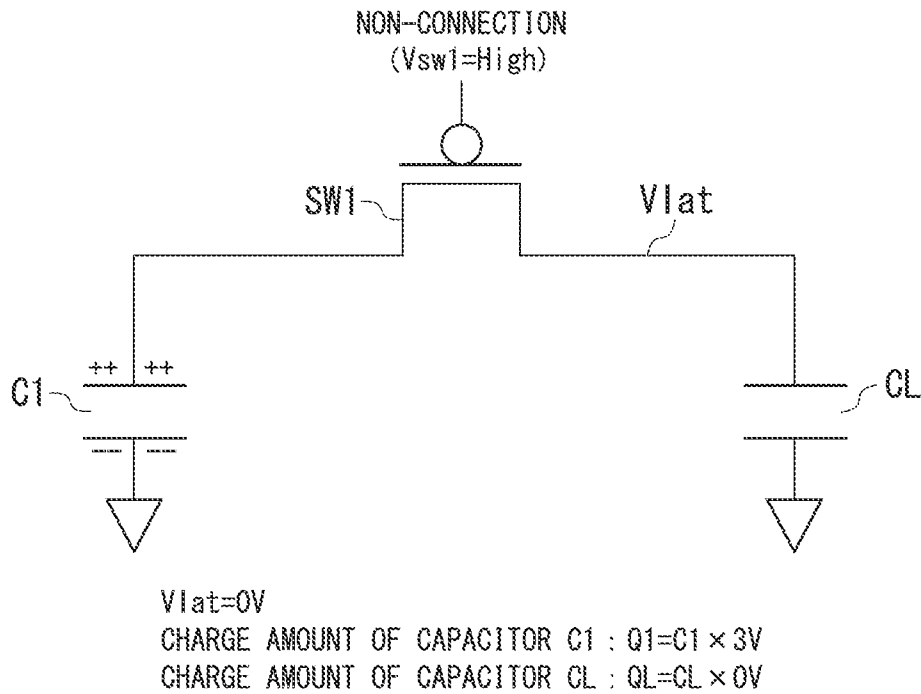 NON-CONNECTION
(Vsw1=High)
SW1
Vlat
++ ++
C1
CL
Vlat=0V
CHARGE AMOUNT OF CAPACITOR C1 : Q1=C1×3V
CHARGE AMOUNT OF CAPACITOR CL : QL=CL×0V